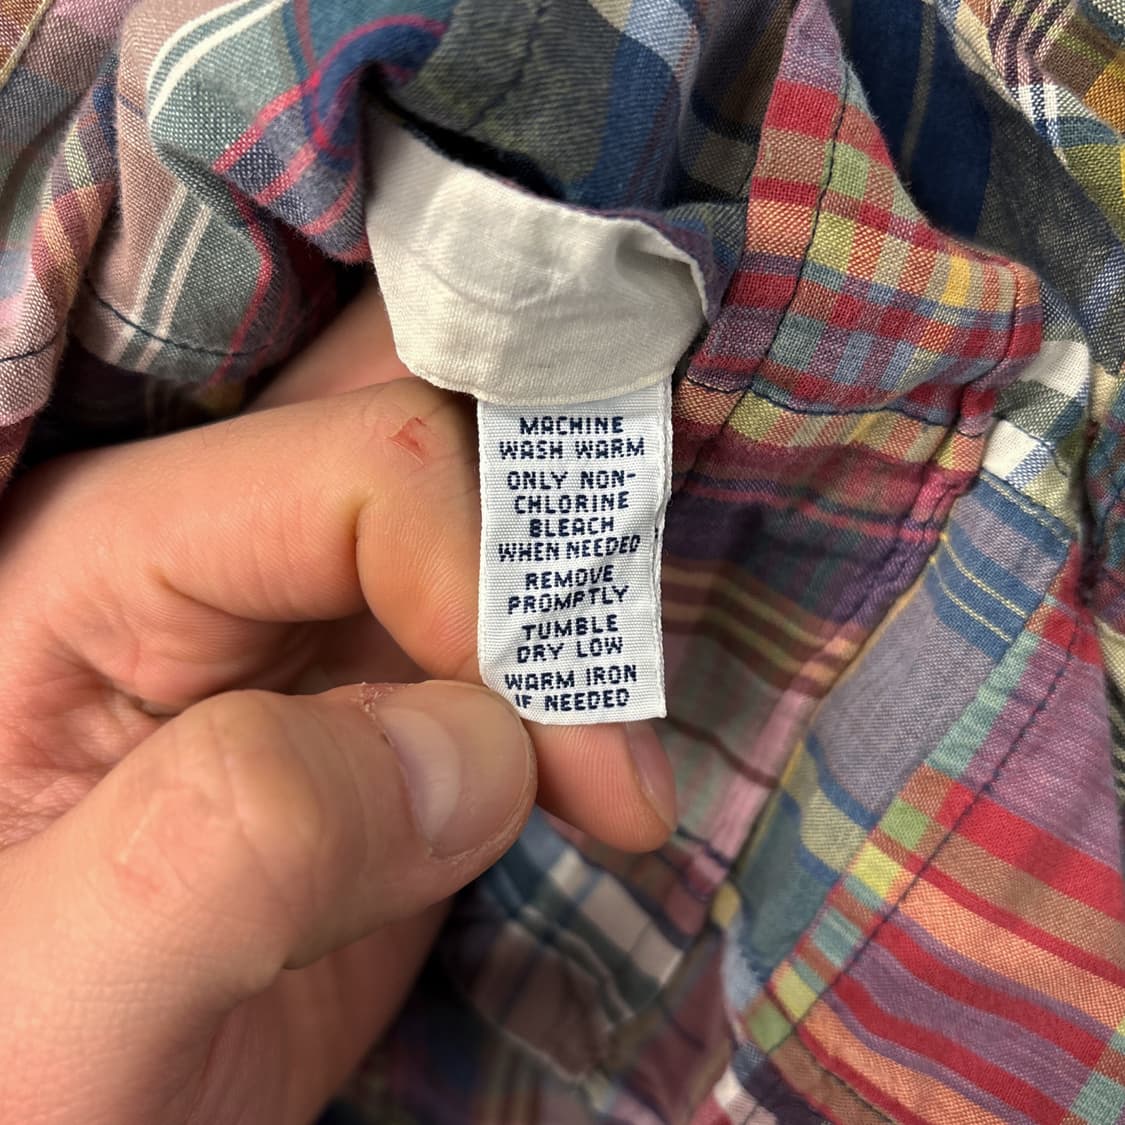 MACHINE
WASH WARM
ONLY NON-
CHLORINE
BLEACH
WHEN NEEDED
REMOVE
PROMPTLY
TUMBLE
DRY LOW
WARM IRON
IF NEEDED